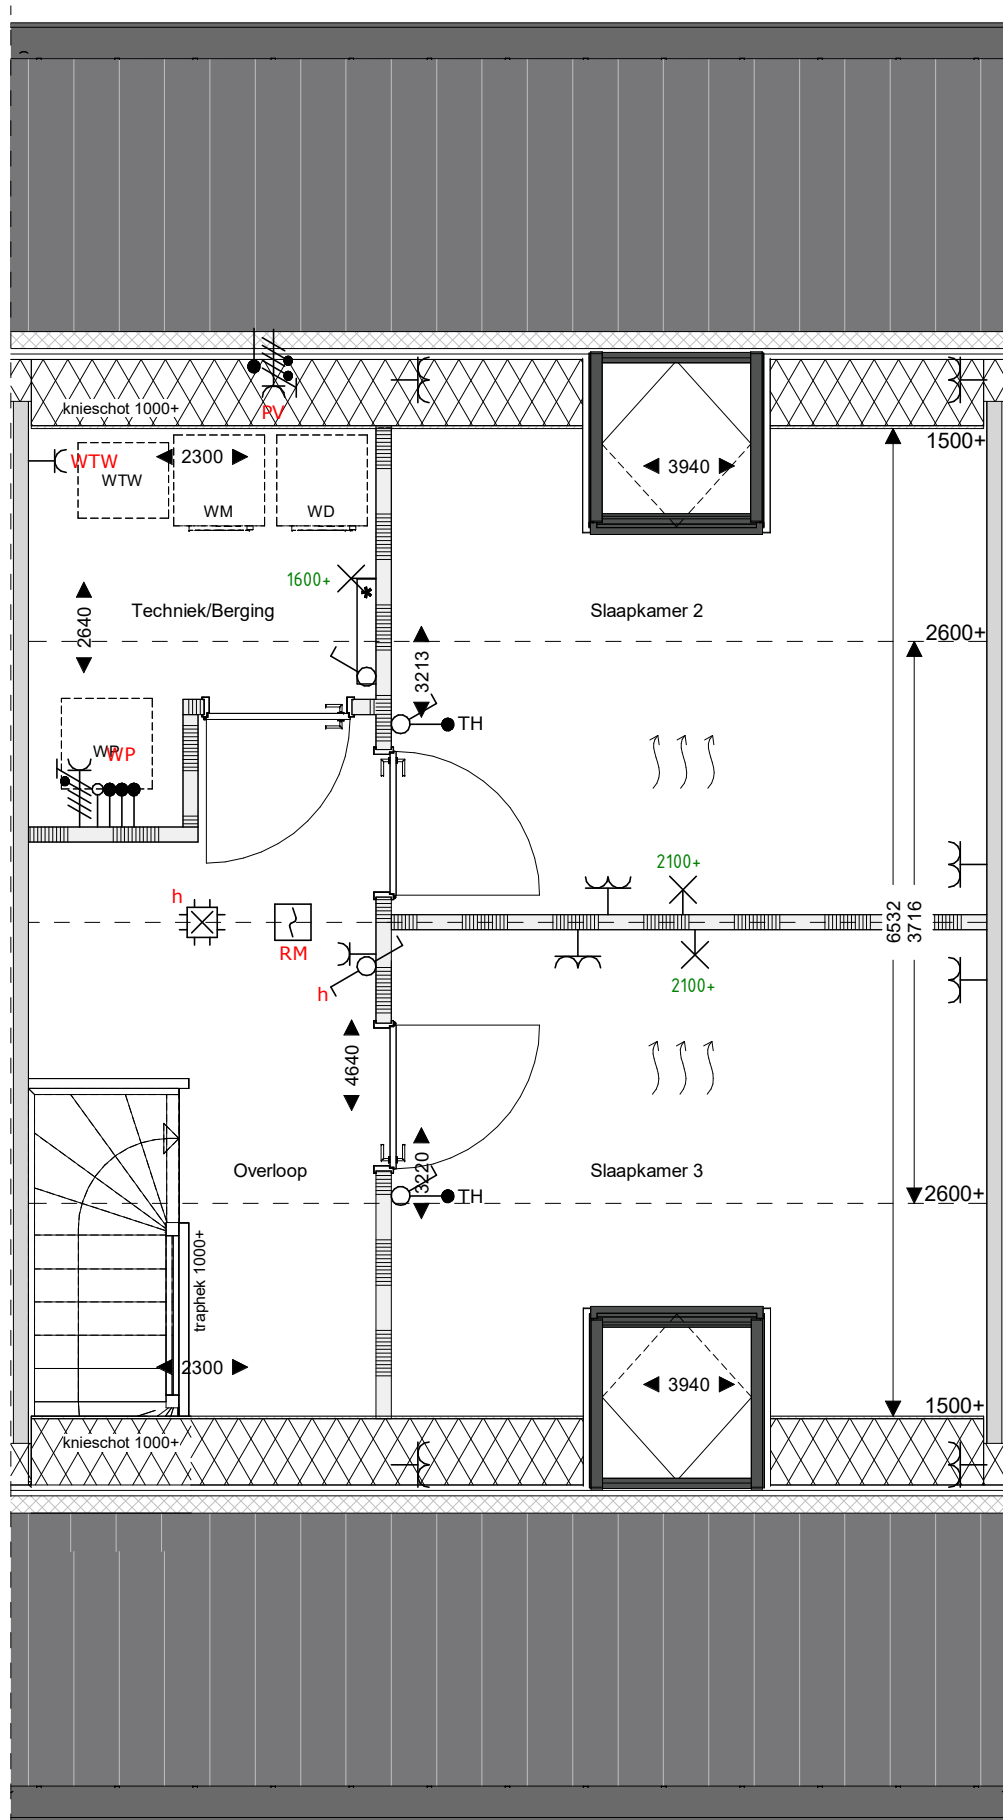 knieschot 1000+
PV
1500+
WTW
WTW
2300
WM
WD
3940
1600+
2640
Techniek/Berging
Slaapkamer 2
2600+
3213
TH
WP
WP
2100+
h
RM
h
2100+
6532
3716
4640
Overloop
3220
Slaapkamer 3
TH
2600+
traphek 1000+
2300
3940
1500+
knieschot 1000+